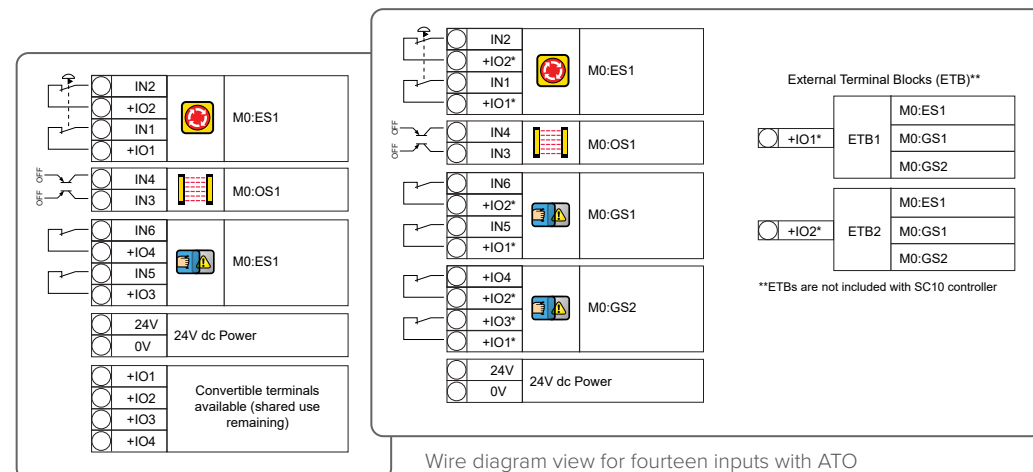 IN2
+IO2
IN1
+IO1
M0:ES1
OFF
OFF
IN4
IN3
M0:OS1
IN6
+IO4
IN5
+IO3
M0:ES1
24V
0V
24V dc Power
+IO1
+IO2
+IO3
+IO4
Convertible terminals
available (shared use
remaining)
IN2
+IO2*
IN1
+IO1*
M0:ES1
OFF
OFF
IN4
IN3
M0:OS1
IN6
+IO2*
IN5
+IO1*
M0:GS1
+IO4
+IO2*
+IO3*
+IO1*
M0:GS2
24V
0V
24V dc Power
External Terminal Blocks (ETB)**
+IO1*
ETB1
M0:ES1
M0:GS1
M0:GS2
+IO2*
ETB2
M0:ES1
M0:GS1
M0:GS2
**ETBs are not included with SC10 controller
Wire diagram view for fourteen inputs with ATO